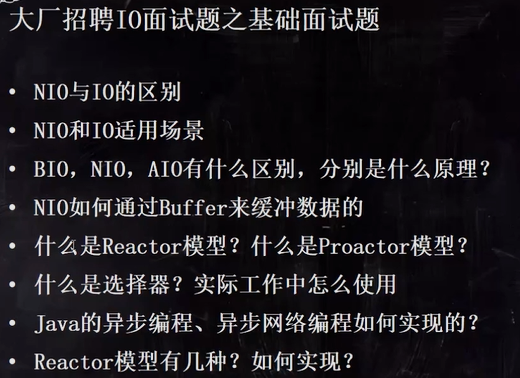 大厂招聘IO面试题之基础面试题
• NIO与IO的区别
• NIO和IO适用场景
• BIO，NIO，AIO有什么区别，分别是什么原理？
• NIO如何通过Buffer来缓冲数据的
• 什么是Reactor模型？什么是Proactor模型？
• 什么是选择器？实际工作中怎么使用
• Java的异步编程、异步网络编程如何实现的？
• Reactor模型有几种？如何实现？